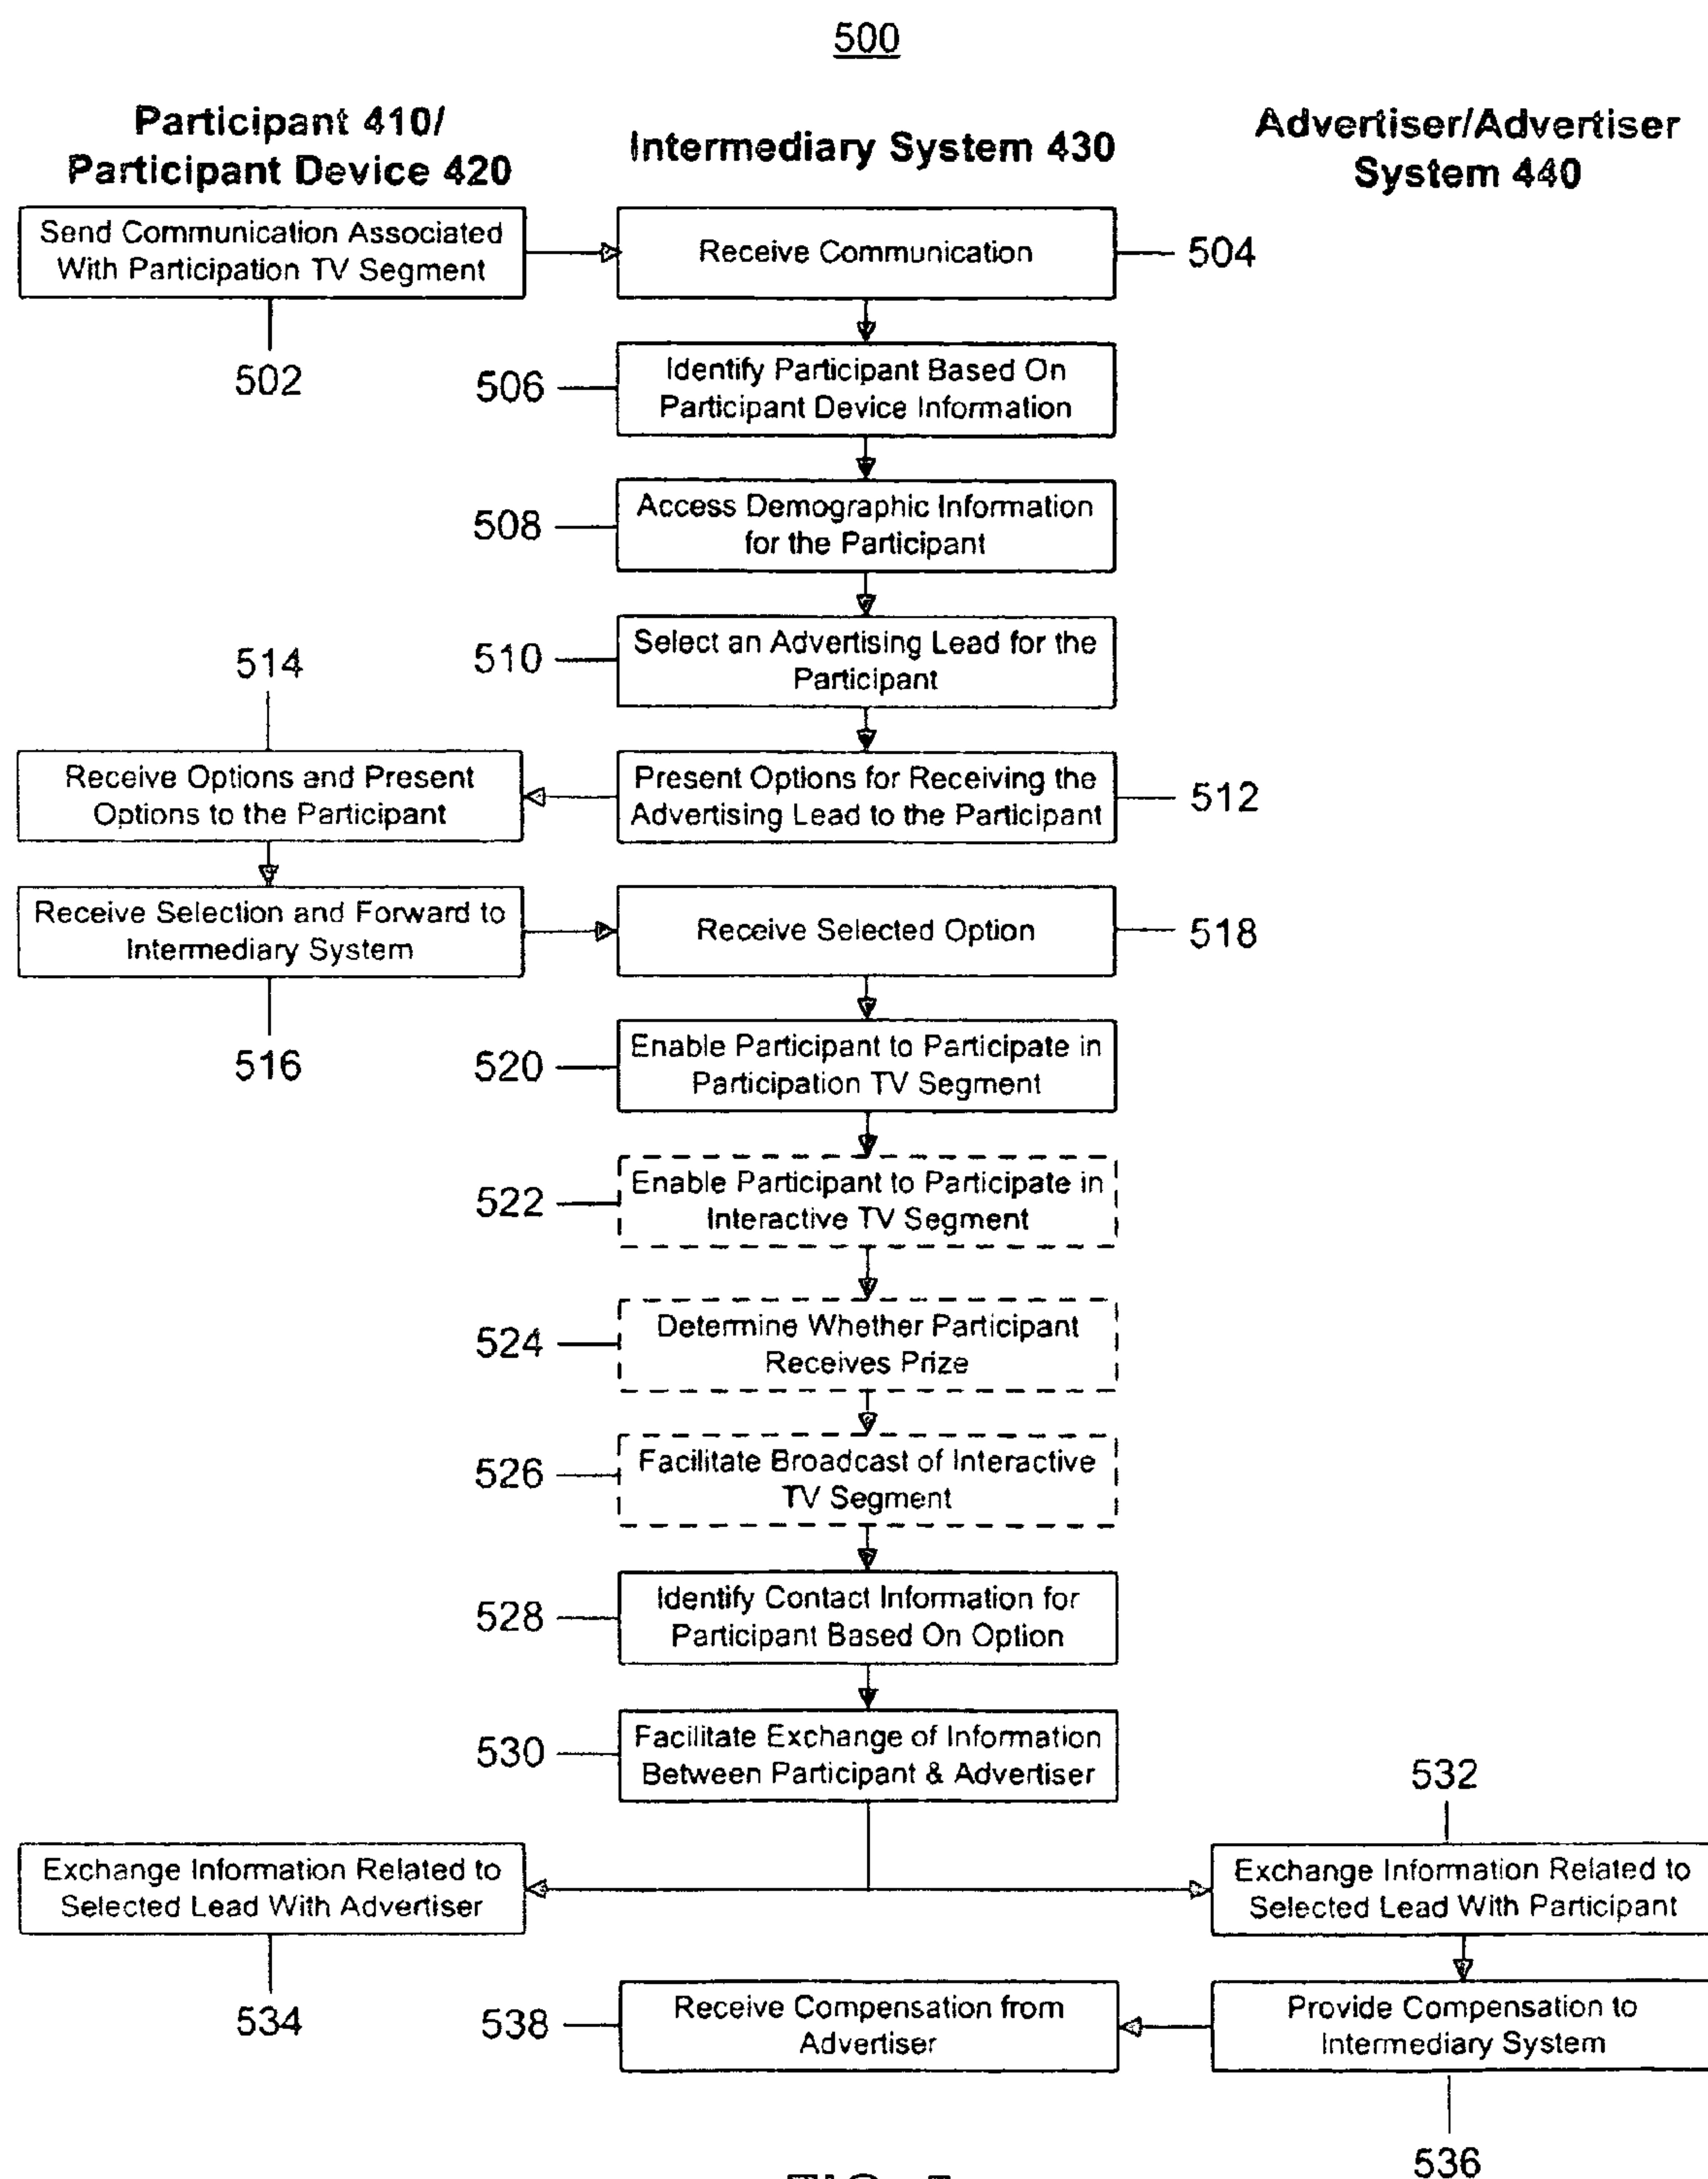 500
Participant 410/
Participant Device 420
Intermediary System 430
Advertiser/Advertiser
System 440
Send Communication Associated
With Participation TV Segment
502
Receive Communication
504
506
Identify Participant Based On
Participant Device Information
508
Access Demographic Information
for the Participant
510
Select an Advertising Lead for the
Participant
514
Receive Options and Present
Options to the Participant
Present Options for Receiving the
Advertising Lead to the Participant
512
Receive Selection and Forward to
Intermediary System
516
Receive Selected Option
518
520
Enable Participant to Participate in
Participation TV Segment
522
Enable Participant to Participate in
Interactive TV Segment
524
Determine Whether Participant
Receives Prize
526
Facilitate Broadcast of Interactive
TV Segment
528
Identify Contact Information for
Participant Based On Option
530
Facilitate Exchange of Information
Between Participant & Advertiser
532
Exchange Information Related to
Selected Lead With Advertiser
534
Exchange Information Related to
Selected Lead With Participant
538
Receive Compensation from
Advertiser
Provide Compensation to
Intermediary System
536